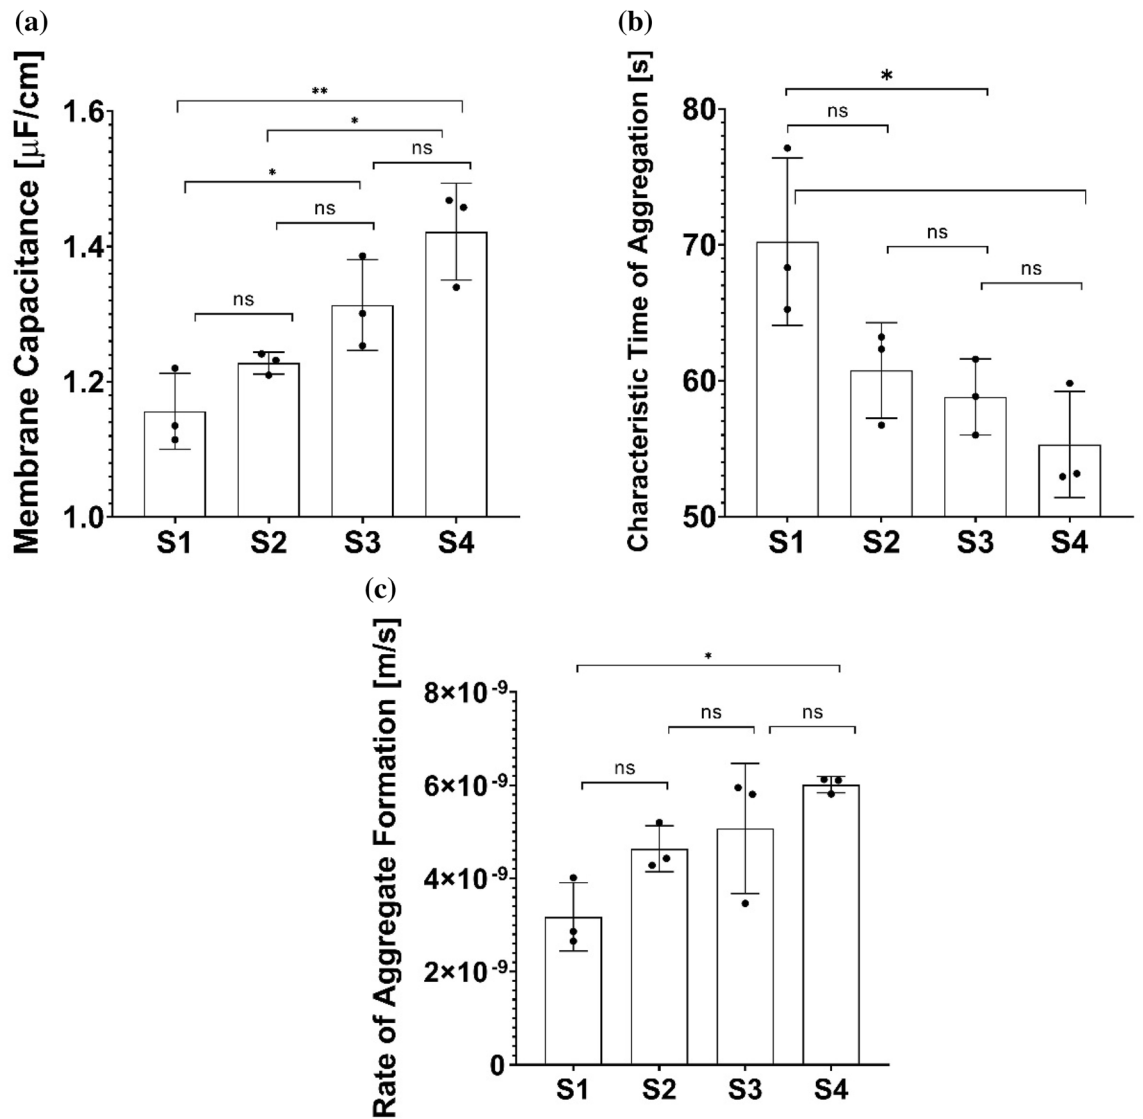 (a)
Membrane Capacitance [μF/cm]
1.6
1.4
1.2
1.0
**
*
ns
*
ns
ns
S1 S2 S3 S4
(b)
Characteristic Time of Aggregation [s]
80
70
60
50
*
ns
ns
ns
S1 S2 S3 S4
(c)
Rate of Aggregate Formation [m/s]
8×10-9
6×10-9
4×10-9
2×10-9
0
*
ns
ns
ns
S1 S2 S3 S4